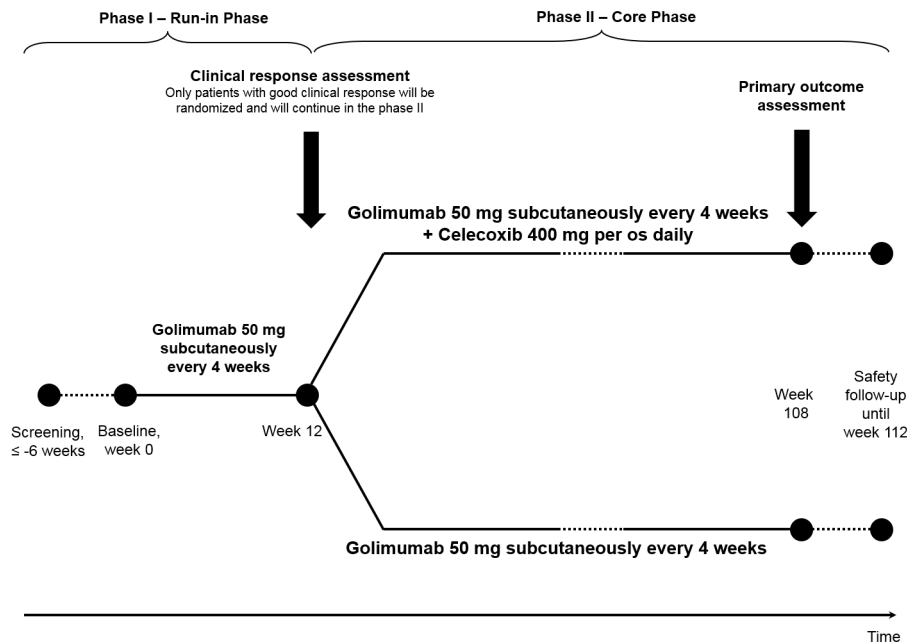 Phase I – Run-in Phase
Phase II – Core Phase
Clinical response assessment
Only patients with good clinical response will be
randomized and will continue in the phase II
Primary outcome
assessment
Golimumab 50 mg subcutaneously every 4 weeks
+ Celecoxib 400 mg per os daily
Golimumab 50 mg
subcutaneously
every 4 weeks
Screening,
≤ -6 weeks
Baseline,
week 0
Week 12
Week
108
Safety
follow-up
until
week 112
Golimumab 50 mg subcutaneously every 4 weeks
Time